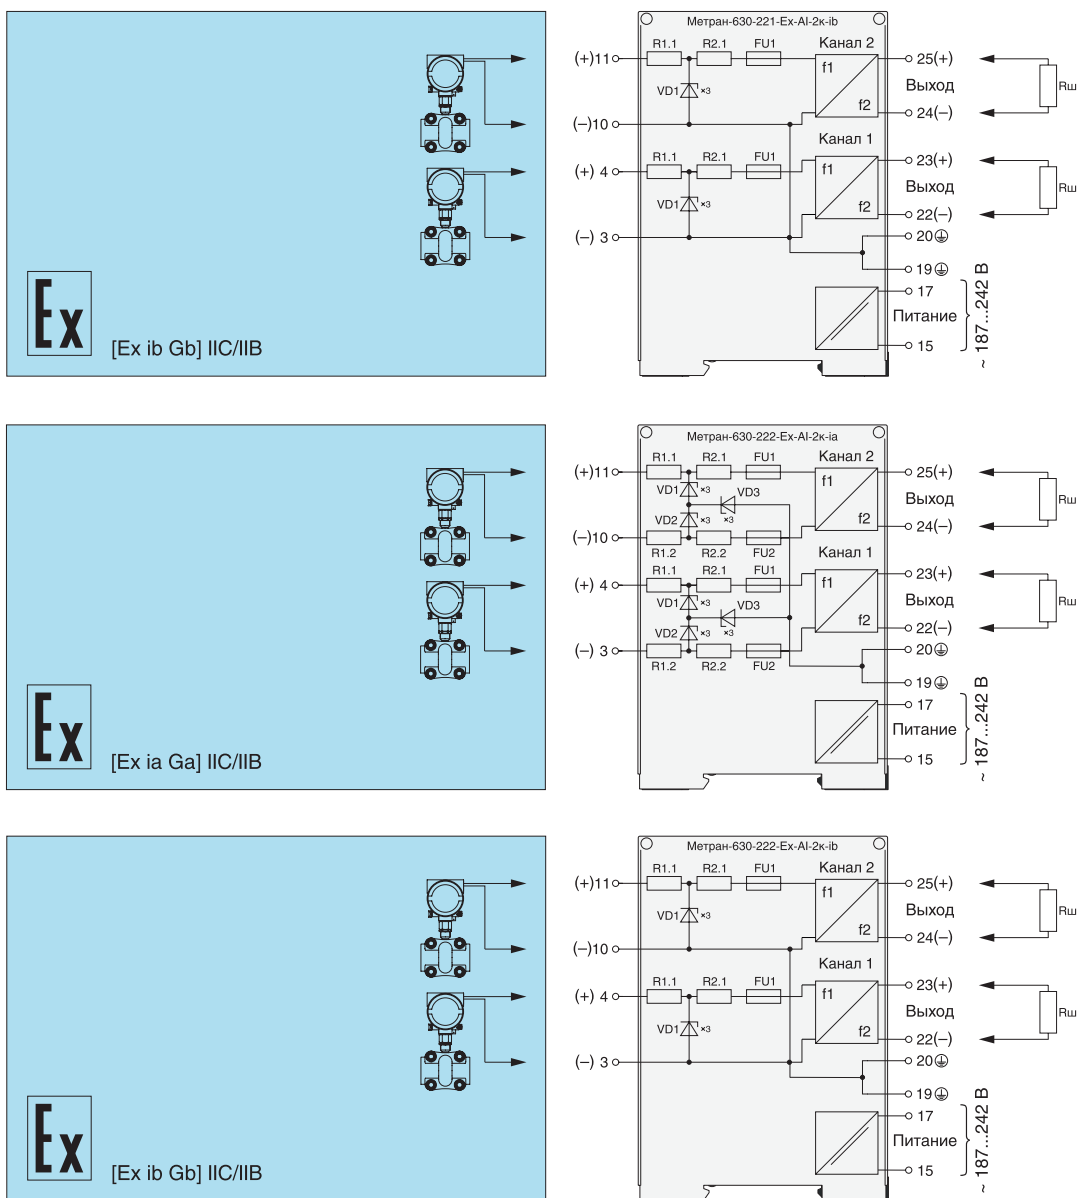 Метран-630-221-Ex-AI-2к-ib
R1.1 R2.1 FU1 Канал 2
(+)11 f1 25(+)
VD1 ×3 Выход Rш
f2
(−)10 24(−)
Канал 1
R1.1 R2.1 FU1 23(+)
(+) 4 f1
VD1 ×3 Выход Rш
f2 22(−)
(−) 3 20
19
17
Питание
15
~ 187...242 В
Ex
[Ex ib Gb] IIC/IIB
Метран-630-222-Ex-AI-2к-ia
R1.1 R2.1 FU1 Канал 2
(+)11 f1 25(+)
VD1 ×3 VD3 Выход Rш
VD2 ×3 ×3 f2
(−)10 24(−)
R1.2 R2.2 FU2 Канал 1
R1.1 R2.1 FU1 23(+)
(+) 4 f1
VD1 ×3 VD3 Выход Rш
VD2 ×3 ×3 f2 22(−)
(−) 3 20
R1.2 R2.2 FU2
19
17
Питание
15
~ 187...242 В
Ex
[Ex ia Ga] IIC/IIB
Метран-630-222-Ex-AI-2к-ib
R1.1 R2.1 FU1 Канал 2
(+)11 f1 25(+)
VD1 ×3 Выход Rш
f2
(−)10 24(−)
Канал 1
R1.1 R2.1 FU1 23(+)
(+) 4 f1
VD1 ×3 Выход Rш
f2 22(−)
(−) 3 20
19
17
Питание
15
~ 187...242 В
Ex
[Ex ib Gb] IIC/IIB